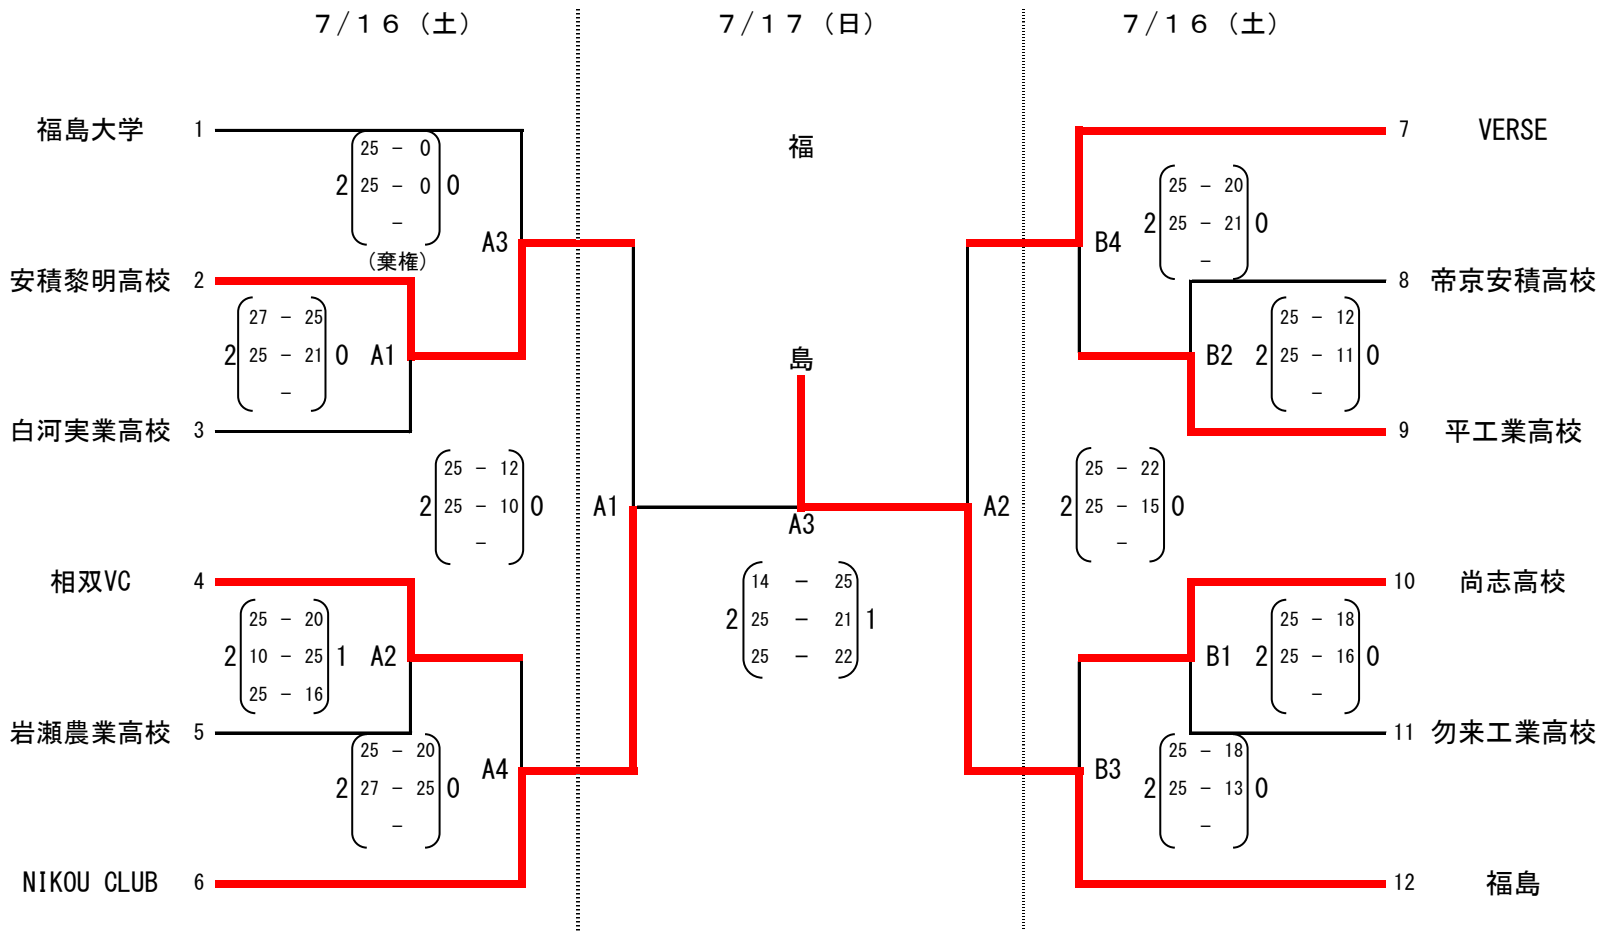 7/16（土）
7/17（日）
7/16（土）
福島大学 1
25 - 0
2 25 - 0 0
-
(棄権)
A3
安積黎明高校 2
27 - 25
2 25 - 21 0
-
A1
白河実業高校 3
25 - 12
2 25 - 10 0
-
A1
相双VC 4
25 - 20
2 10 - 25 1
25 - 16
A2
岩瀬農業高校 5
25 - 20
2 27 - 25 0
-
A4
NIKOU CLUB 6
福
島
A3
14 - 25
2 25 - 21 1
25 - 22
7 VERSE
25 - 20
2 25 - 21 0
-
B4
8 帝京安積高校
25 - 12
B2 2 25 - 11 0
-
9 平工業高校
25 - 22
A2 2 25 - 15 0
-
10 尚志高校
25 - 18
B1 2 25 - 16 0
-
11 勿来工業高校
25 - 18
B3 2 25 - 13 0
-
12 福島